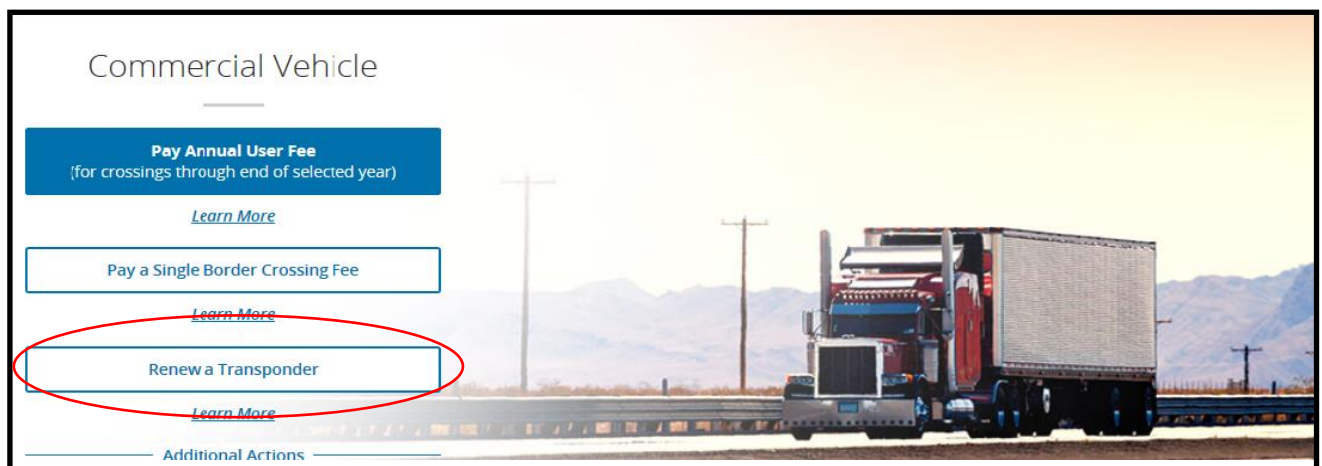 Commercial Vehicle
Pay Annual User Fee
(for crossings through end of selected year)
Learn More
Pay a Single Border Crossing Fee
Learn More
Renew a Transponder
Learn More
Additional Actions